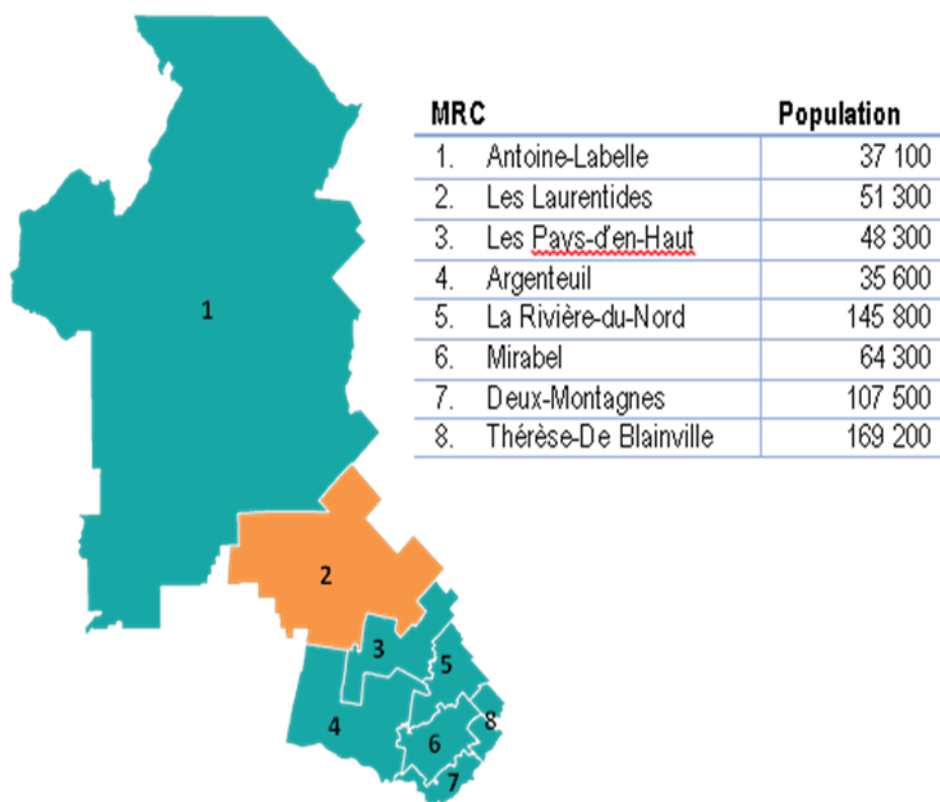 MRC Population
1. Antoine-Labelle 37 100
2. Les Laurentides 51 300
3. Les Pays-d'en-Haut 48 300
4. Argenteuil 35 600
5. La Rivière-du-Nord 145 800
6. Mirabel 64 300
7. Deux-Montagnes 107 500
8. Thérèse-De Blainville 169 200
1
2
3
5
4
8
6
7